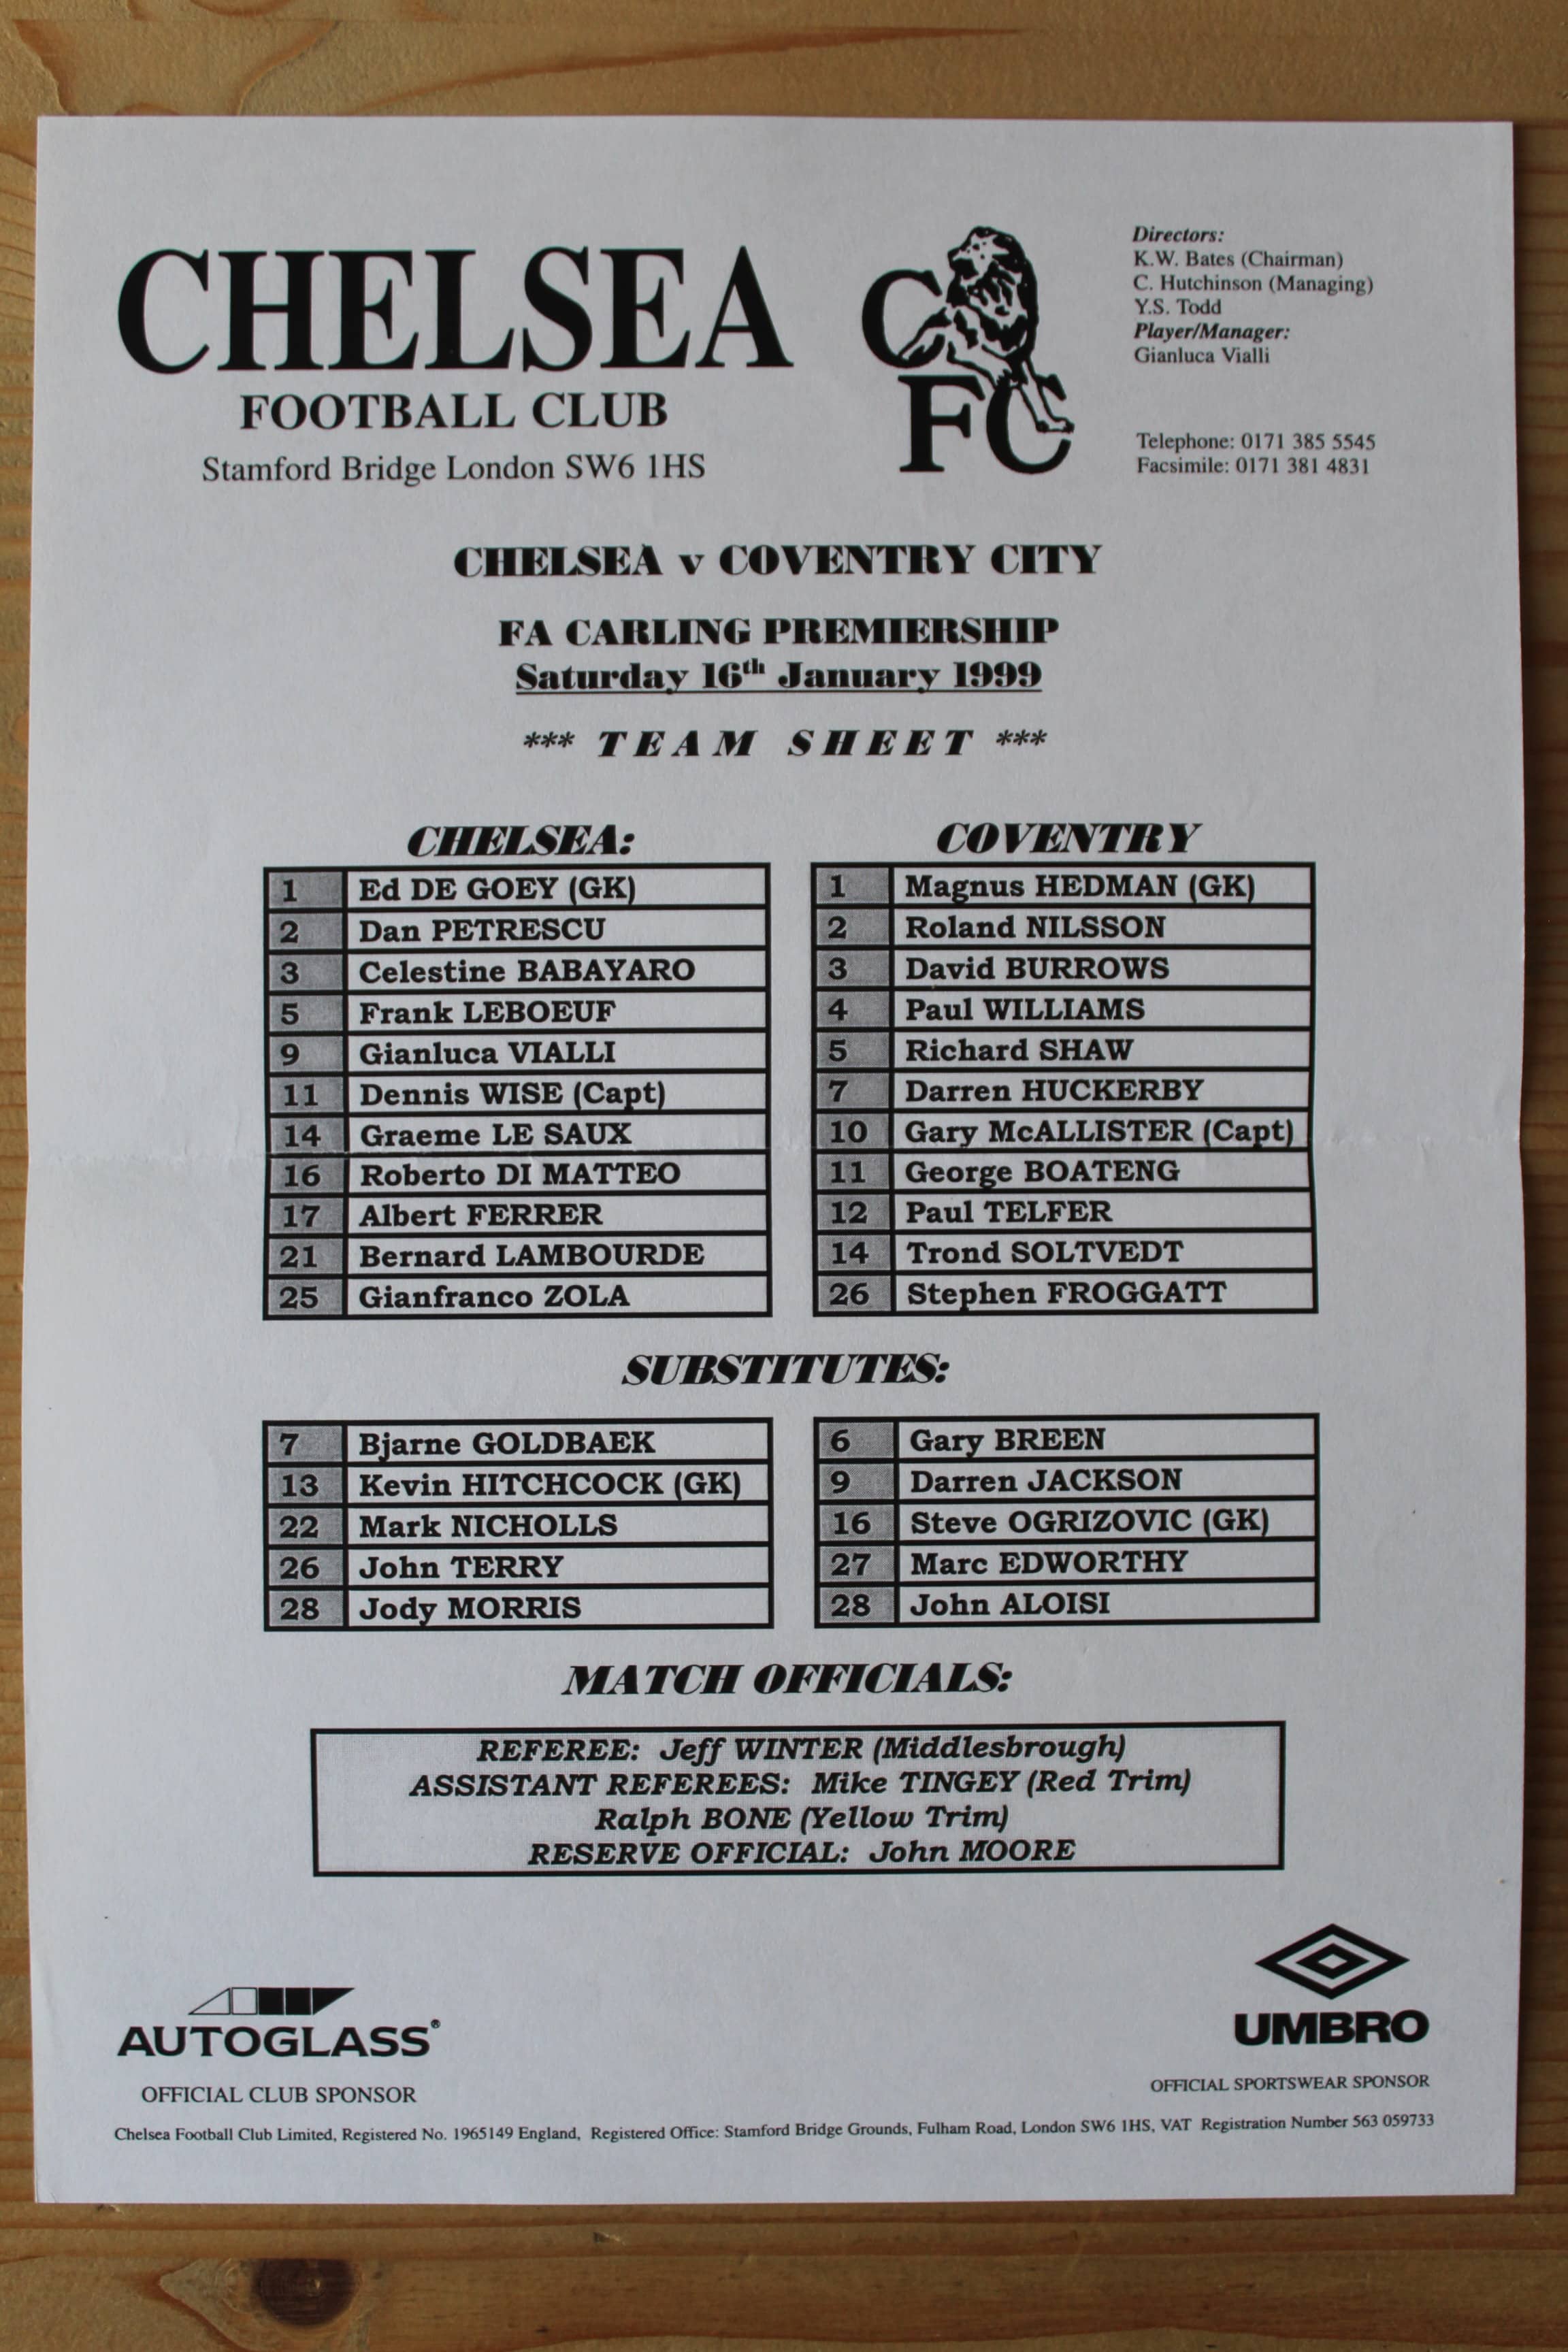 CHELSEA
FOOTBALL CLUB
Stamford Bridge London SW6 1HS
CFC
Directors:
K.W. Bates (Chairman)
C. Hutchinson (Managing)
Y.S. Todd
Player/Manager:
Gianluca Vialli
Telephone: 0171 385 5545
Facsimile: 0171 381 4831
CHELSEA v COVENTRY CITY
FA CARLING PREMIERSHIP
Saturday 16th January 1999
*** TEAM SHEET ***
CHELSEA:
1 Ed DE GOEY (GK)
2 Dan PETRESCU
3 Celestine BABAYARO
5 Frank LEBOEUF
9 Gianluca VIALLI
11 Dennis WISE (Capt)
14 Graeme LE SAUX
16 Roberto DI MATTEO
17 Albert FERRER
21 Bernard LAMBOURDE
25 Gianfranco ZOLA
COVENTRY
1 Magnus HEDMAN (GK)
2 Roland NILSSON
3 David BURROWS
4 Paul WILLIAMS
5 Richard SHAW
7 Darren HUCKERBY
10 Gary McALLISTER (Capt)
11 George BOATENG
12 Paul TELFER
14 Trond SOLTVEDT
26 Stephen FROGGATT
SUBSTITUTES:
7 Bjarne GOLDBAEK
13 Kevin HITCHCOCK (GK)
22 Mark NICHOLLS
26 John TERRY
28 Jody MORRIS
6 Gary BREEN
9 Darren JACKSON
16 Steve OGRIZOVIC (GK)
27 Marc EDWORTHY
28 John ALOISI
MATCH OFFICIALS:
REFEREE: Jeff WINTER (Middlesbrough)
ASSISTANT REFEREES: Mike TINGEY (Red Trim)
Ralph BONE (Yellow Trim)
RESERVE OFFICIAL: John MOORE
AUTOGLASS®
OFFICIAL CLUB SPONSOR
UMBRO
OFFICIAL SPORTSWEAR SPONSOR
Chelsea Football Club Limited, Registered No. 1965149 England, Registered Office: Stamford Bridge Grounds, Fulham Road, London SW6 1HS, VAT Registration Number 563 059733